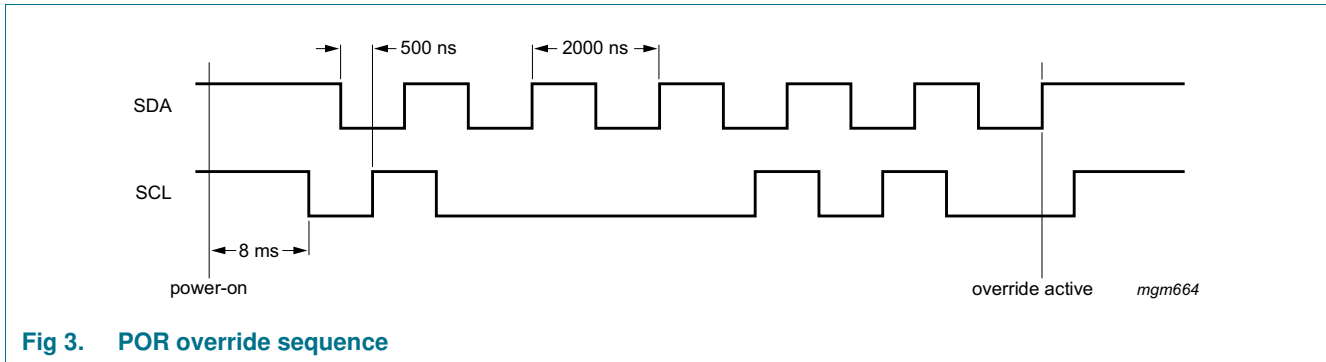 500 ns
2000 ns
SDA
SCL
8 ms
power-on
override active
mgm664
Fig 3. POR override sequence